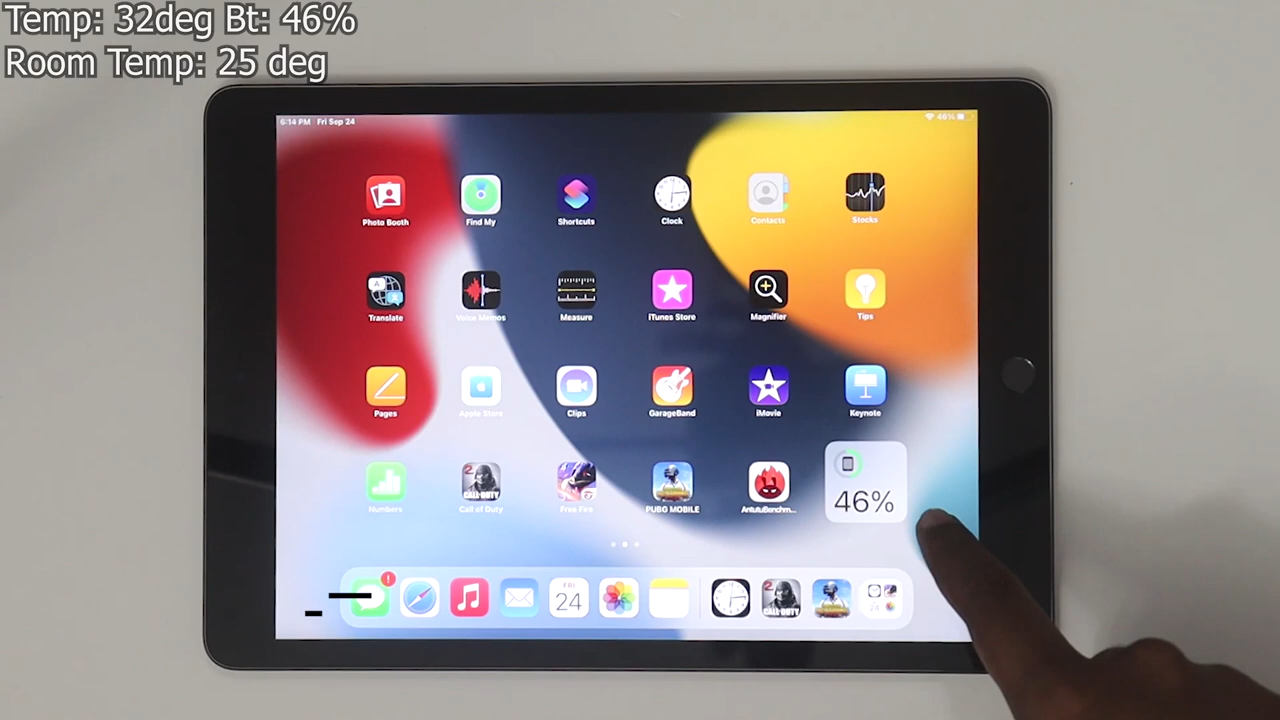 Temp: 32deg Bt: 46%
Room Temp: 25 deg
6:14 PM Fri Sep 24
46%
Photo Booth
Find My
Shortcuts
Clock
Contacts
Stocks
Translate
Voice Memos
Measure
iTunes Store
Magnifier
Tips
Pages
Apple Store
Clips
GarageBand
iMovie
Keynote
Numbers
Call of Duty
Free Fire
PUBG MOBILE
AntutuBenchm...
46%
FRI
24